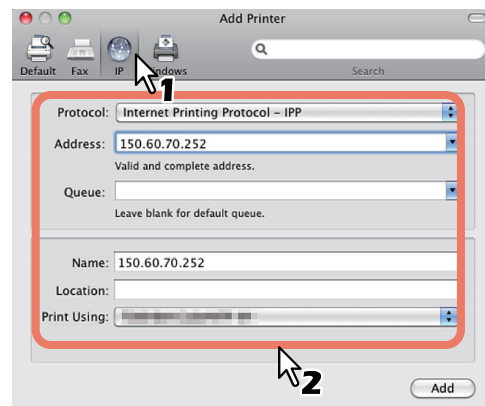 Add Printer
Default Fax IP Windows
Search
1
Protocol: Internet Printing Protocol – IPP
Address: 150.60.70.252
Valid and complete address.
Queue:
Leave blank for default queue.
Name: 150.60.70.252
Location:
Print Using:
2
Add